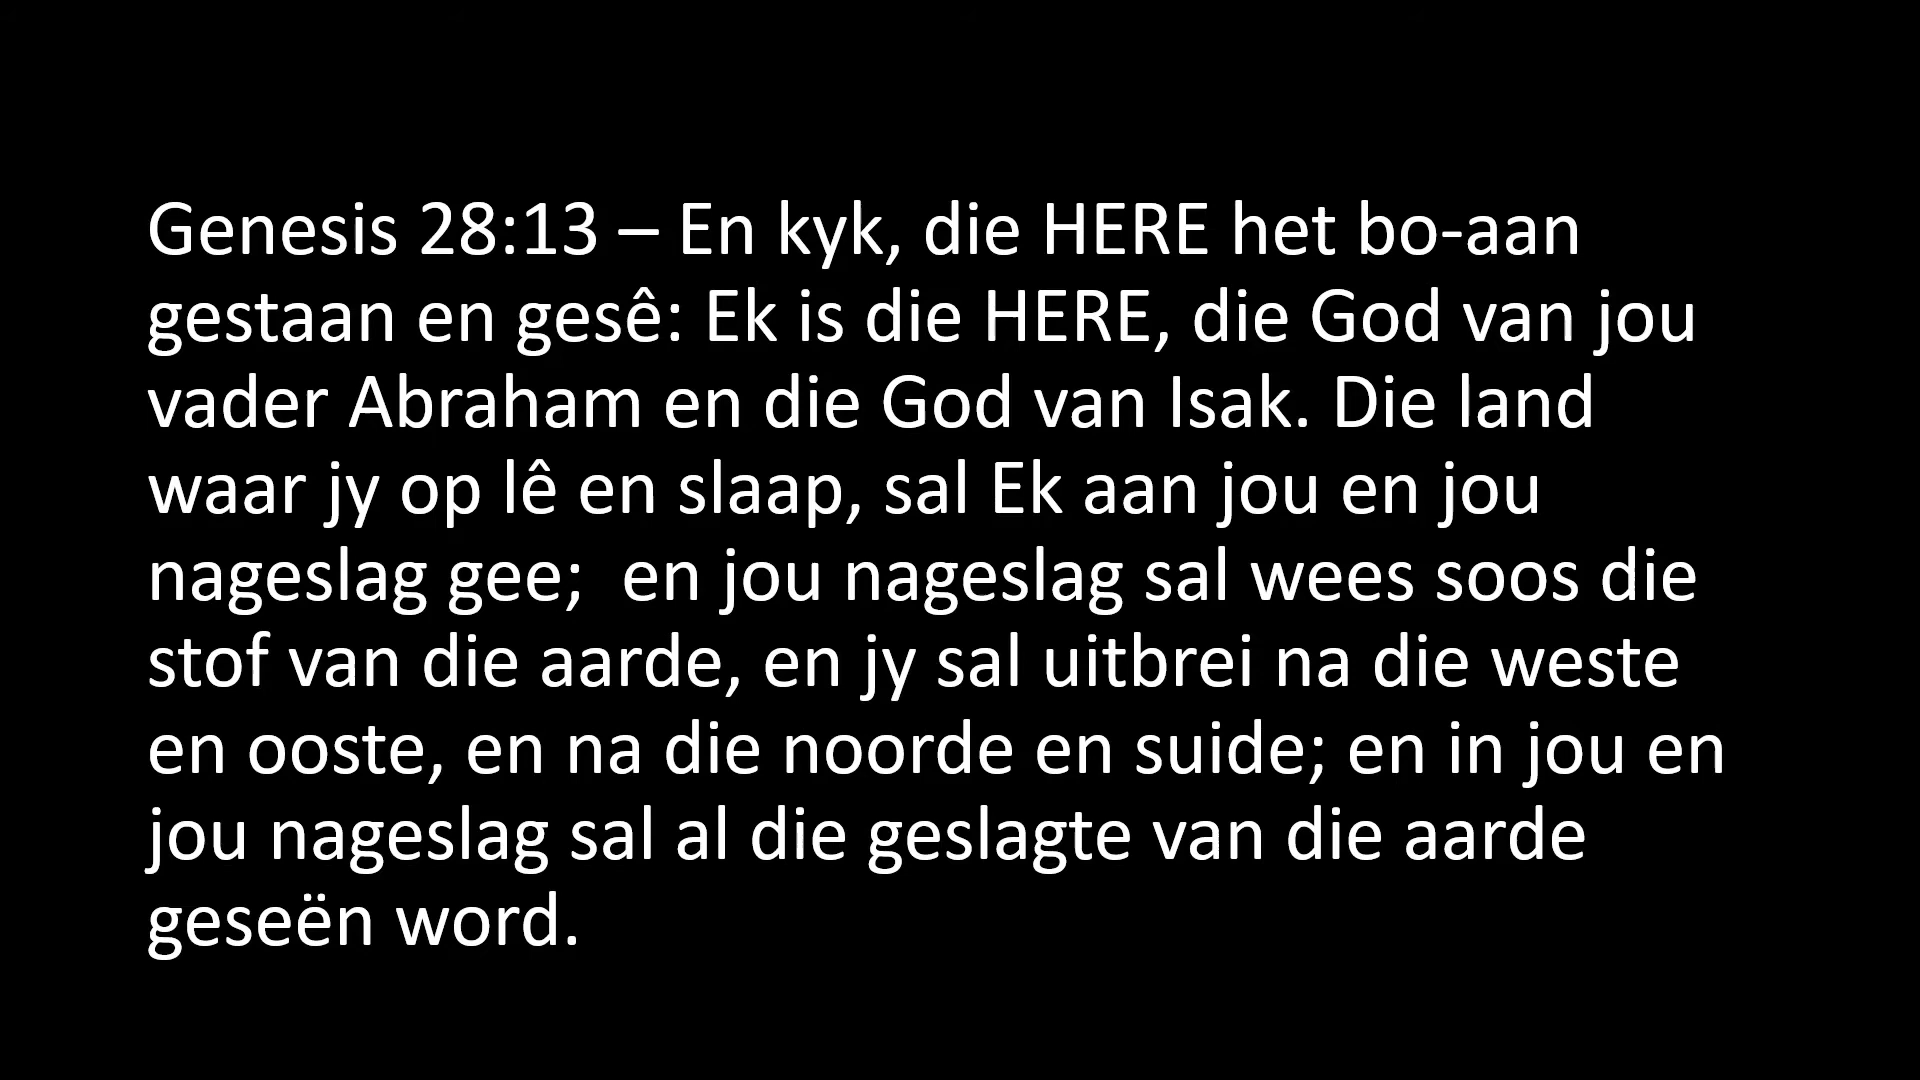 Genesis 28:13 – En kyk, die HERE het bo-aan
gestaan en gesê: Ek is die HERE, die God van jou
vader Abraham en die God van Isak. Die land
waar jy op lê en slaap, sal Ek aan jou en jou
nageslag gee;  en jou nageslag sal wees soos die
stof van die aarde, en jy sal uitbrei na die weste
en ooste, en na die noorde en suide; en in jou en
jou nageslag sal al die geslagte van die aarde
geseën word.